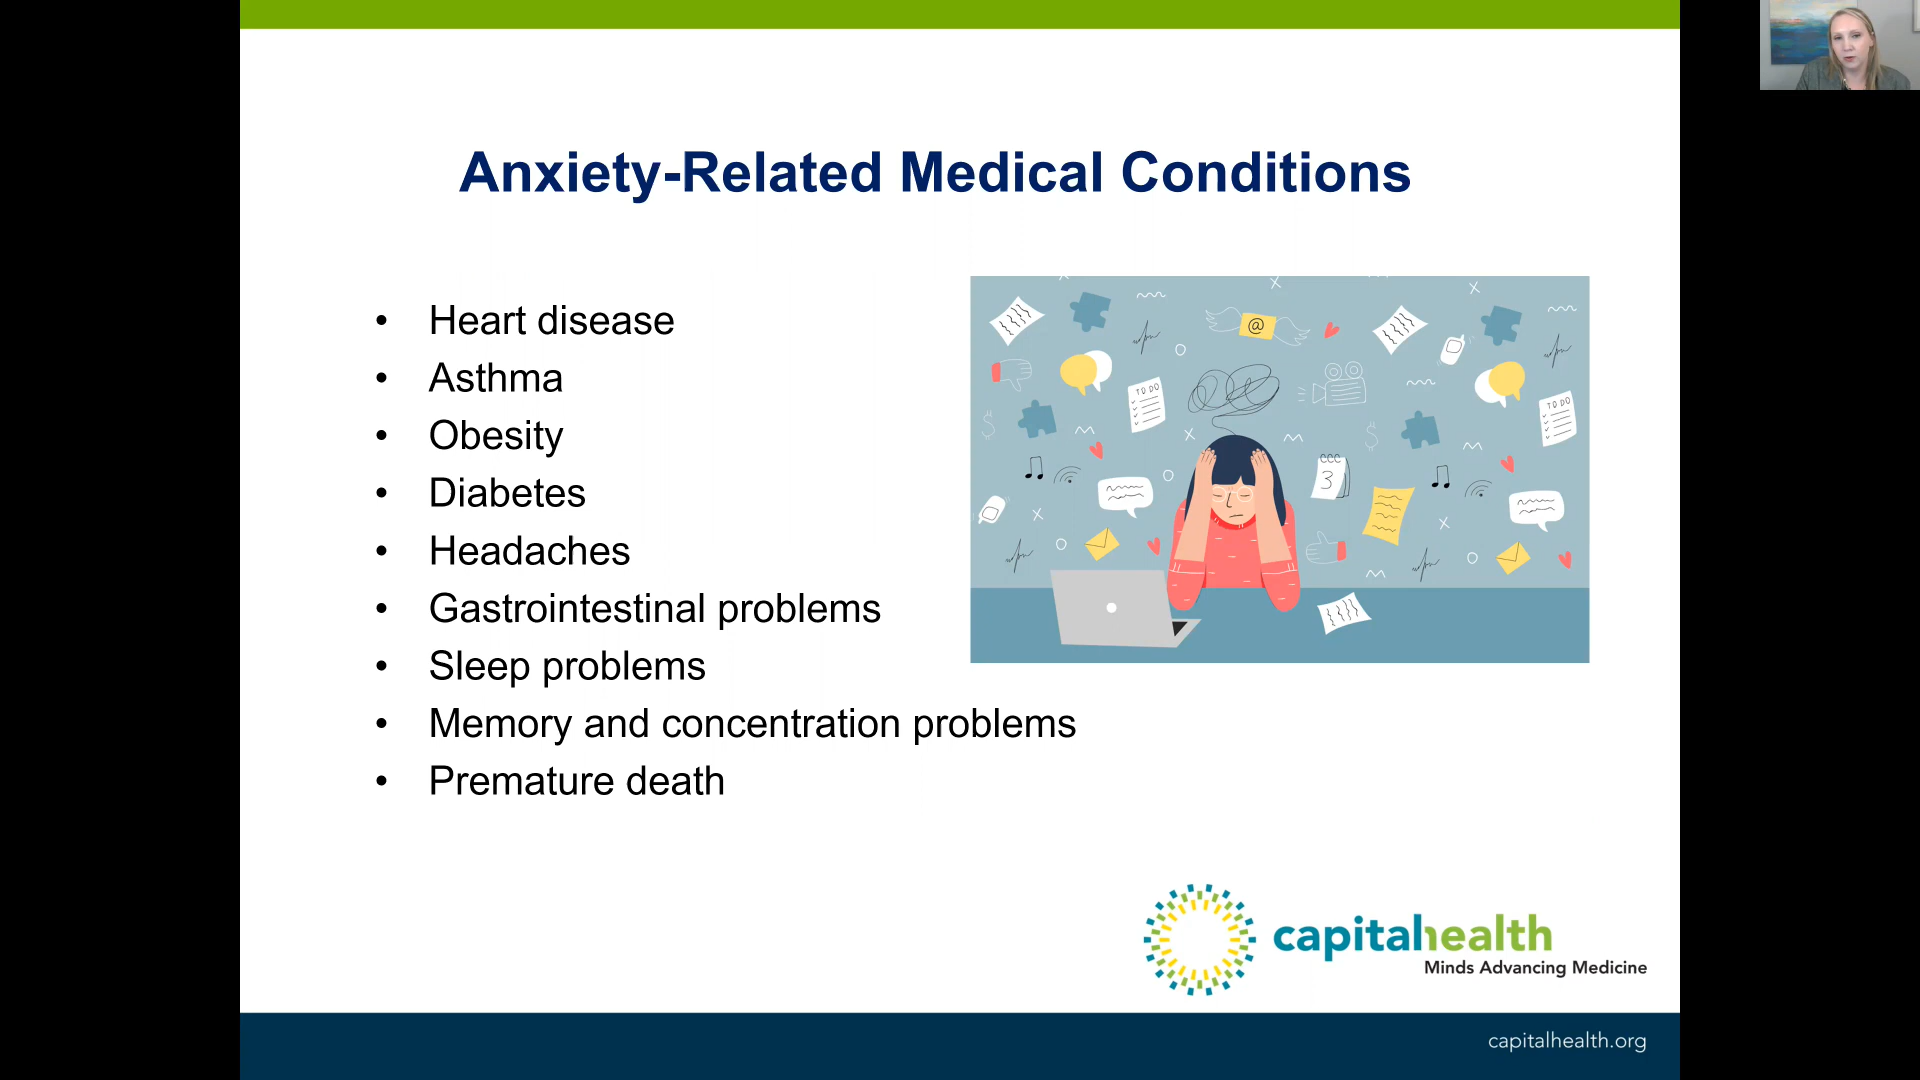 Anxiety-Related Medical Conditions
• Heart disease
• Asthma
• Obesity
• Diabetes
• Headaches
• Gastrointestinal problems
• Sleep problems
• Memory and concentration problems
• Premature death
@
TO DO
TO DO
3
capitalhealth
Minds Advancing Medicine
capitalhealth.org